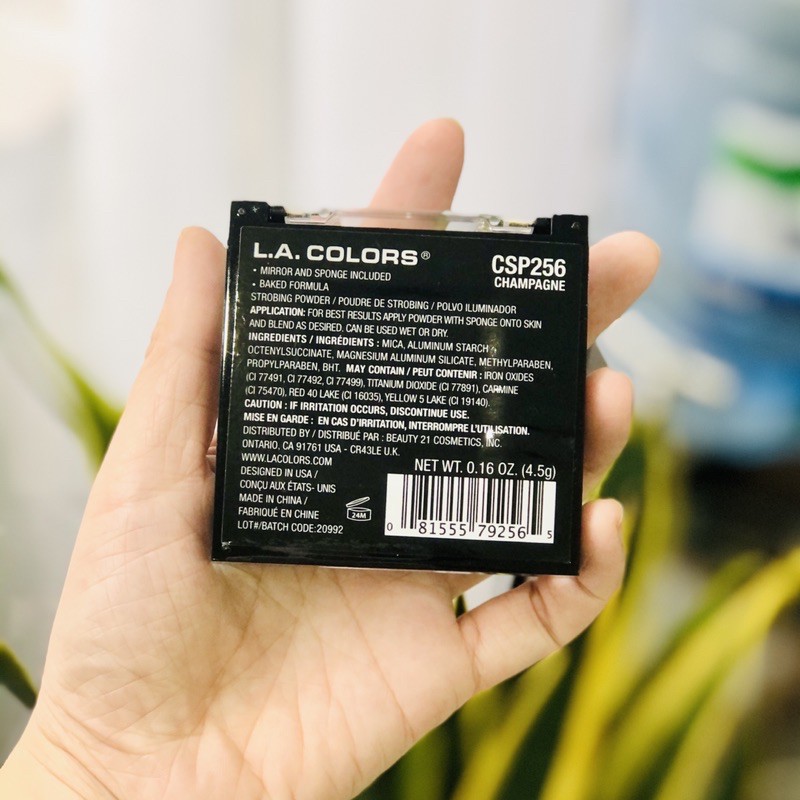 L.A. COLORS®
CSP256
CHAMPAGNE
• MIRROR AND SPONGE INCLUDED
• BAKED FORMULA
STROBING POWDER / POUDRE DE STROBING / POLVO ILUMINADOR
APPLICATION: FOR BEST RESULTS APPLY POWDER WITH SPONGE ONTO SKIN
AND BLEND AS DESIRED. CAN BE USED WET OR DRY.
INGREDIENTS / INGRÉDIENTS : MICA, ALUMINUM STARCH
OCTENYLSUCCINATE, MAGNESIUM ALUMINUM SILICATE, METHYLPARABEN,
PROPYLPARABEN, BHT. MAY CONTAIN / PEUT CONTENIR : IRON OXIDES
(CI 77491, CI 77492, CI 77499), TITANIUM DIOXIDE (CI 77891), CARMINE
(CI 75470), RED 40 LAKE (CI 16035), YELLOW 5 LAKE (CI 19140).
CAUTION : IF IRRITATION OCCURS, DISCONTINUE USE.
MISE EN GARDE : EN CAS D'IRRITATION, INTERROMPRE L'UTILISATION.
DISTRIBUTED BY / DISTRIBUÉ PAR : BEAUTY 21 COSMETICS, INC.
ONTARIO, CA 91761 USA - CR43LE U.K.
WWW.LACOLORS.COM
DESIGNED IN USA /
CONÇU AUX ÉTATS- UNIS
MADE IN CHINA /
FABRIQUÉ EN CHINE
LOT#/BATCH CODE:20992
24M
NET WT. 0.16 OZ. (4.5g)
0 81555 79256 5